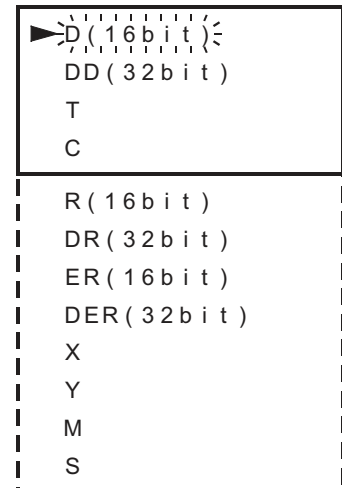 D(16bit)
DD(32bit)
T
C
R(16bit)
DR(32bit)
ER(16bit)
DER(32bit)
X
Y
M
S